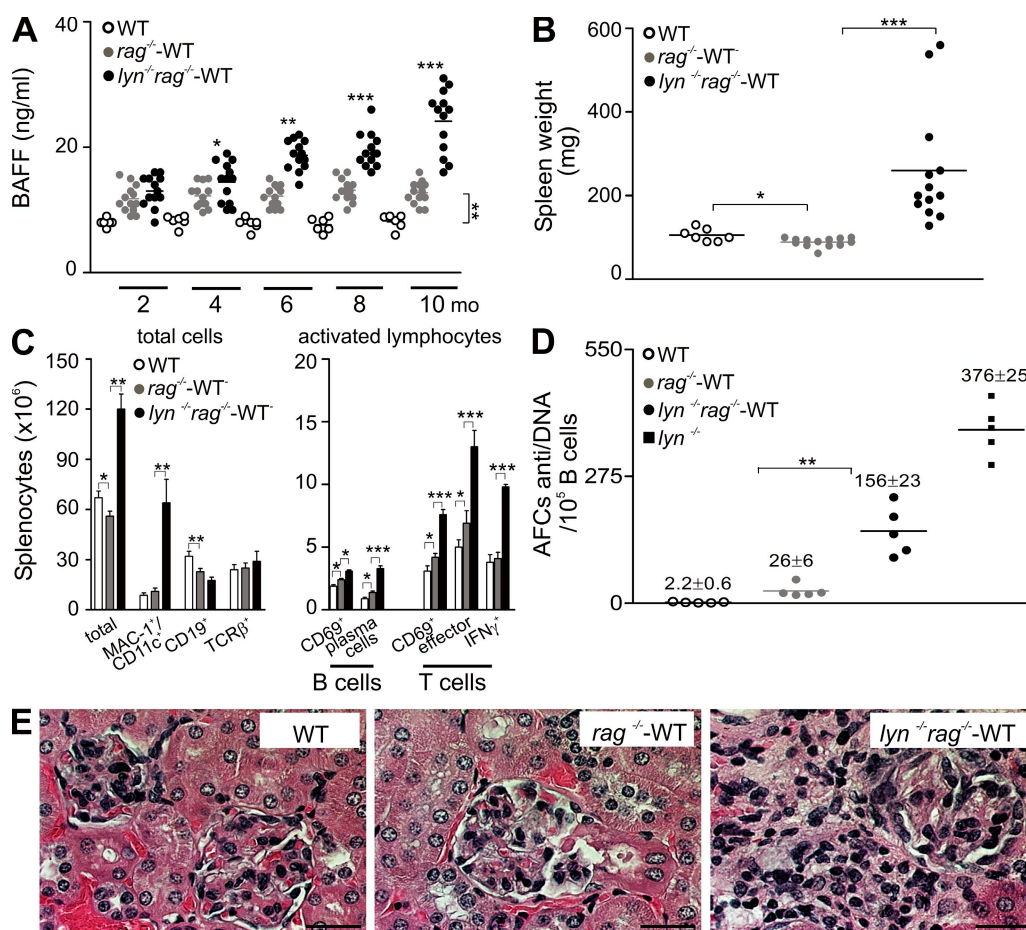 A
WT
rag-/--WT
lyn-/-rag-/--WT
BAFF (ng/ml)
40
20
0
*
**
***
***
**
2 4 6 8 10 mo
B
WT
rag-/--WT-
lyn-/-rag-/--WT
Spleen weight
(mg)
600
400
200
0
*
***
C
total cells
WT
rag-/--WT-
lyn-/-rag-/--WT-
Splenocytes (x10⁶)
150
120
90
60
30
0
*
**
**
**
total
MAC-1+/
CD11c+
CD19+
TCRβ+
activated lymphocytes
20
15
10
5
0
* * * *** * *** * *** ***
CD69+
plasma
cells
CD69+
effector
IFNγ+
B cells
T cells
D
WT
rag-/--WT
lyn-/-rag-/--WT
lyn-/-
AFCs anti/DNA
/10⁵ B cells
550
275
0
2.2±0.6
26±6
**
156±23
376±25
E
WT
rag-/--WT
lyn-/-rag-/--WT